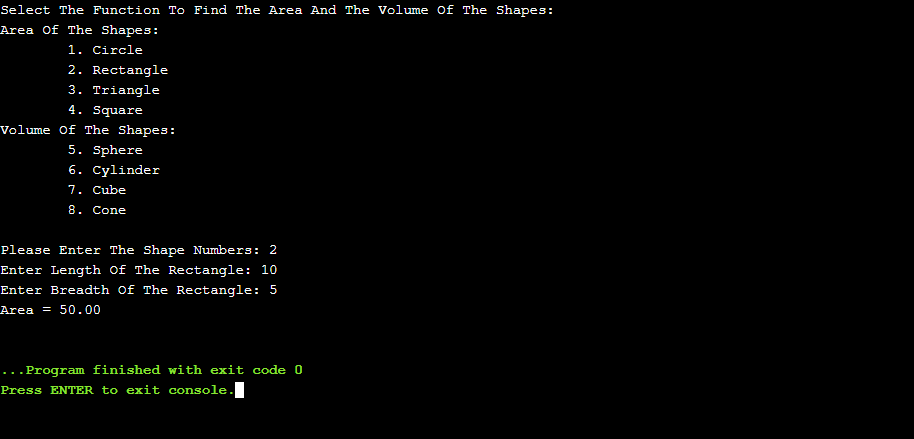 Select The Function To Find The Area And The Volume Of The Shapes:
Area Of The Shapes:
1. Circle
2. Rectangle
3. Triangle
4. Square
Volume Of The Shapes:
5. Sphere
6. Cylinder
7. Cube
8. Cone
Please Enter The Shape Numbers: 2
Enter Length Of The Rectangle: 10
Enter Breadth Of The Rectangle: 5
Area = 50.00
...Program finished with exit code 0
Press ENTER to exit console.